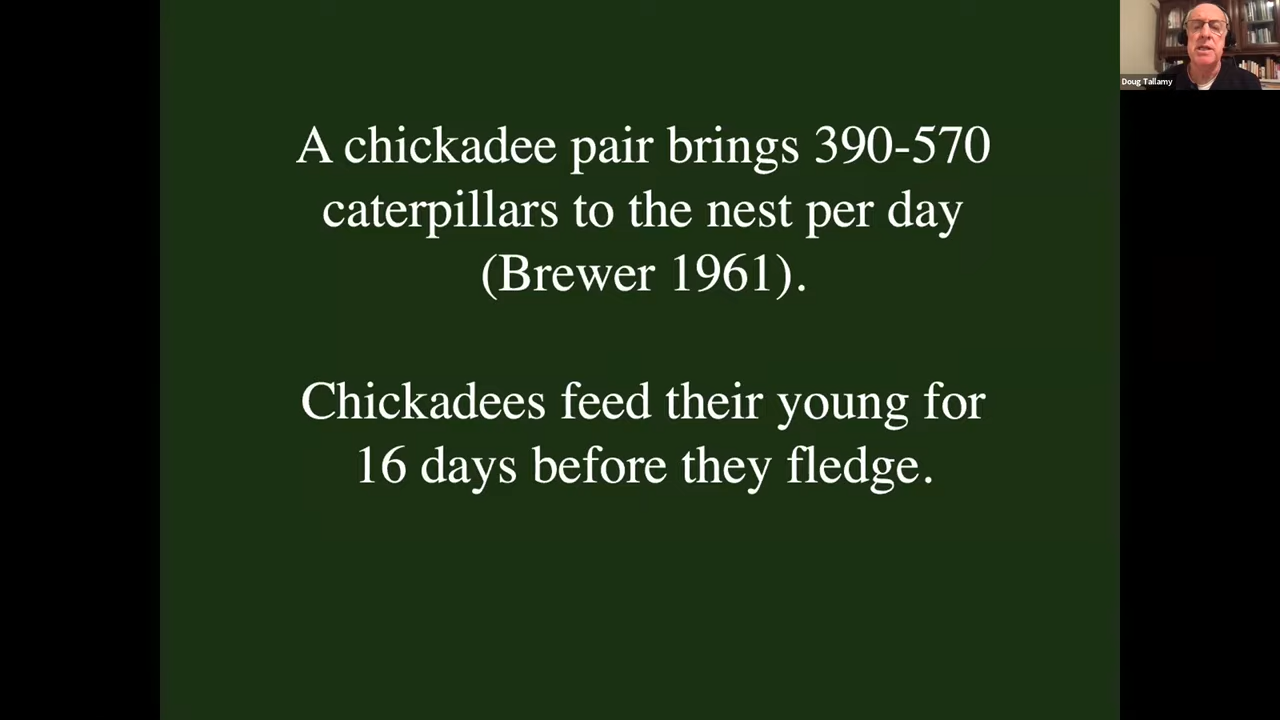 A chickadee pair brings 390-570
caterpillars to the nest per day
(Brewer 1961).
Chickadees feed their young for
16 days before they fledge.
Doug Tallamy